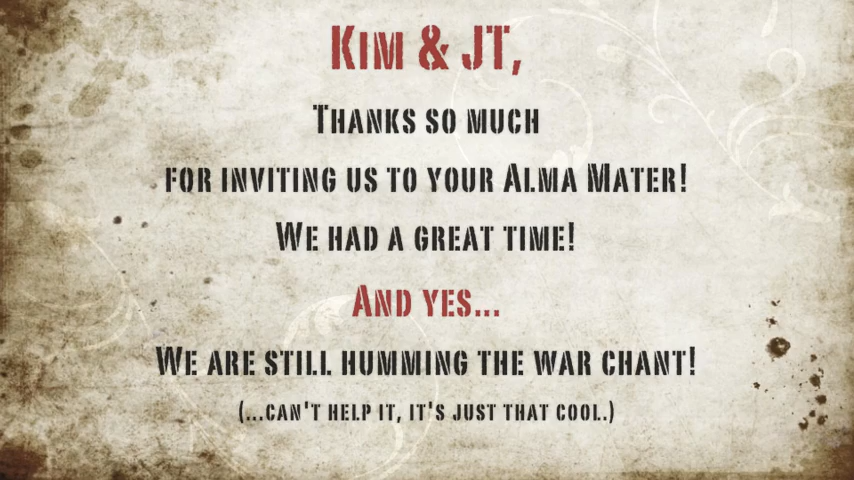 Kim & JT,
Thanks so much
for inviting us to your Alma Mater!
We had a great time!
And yes...
We are still humming the war chant!
(...can't help it, it's just that cool.)